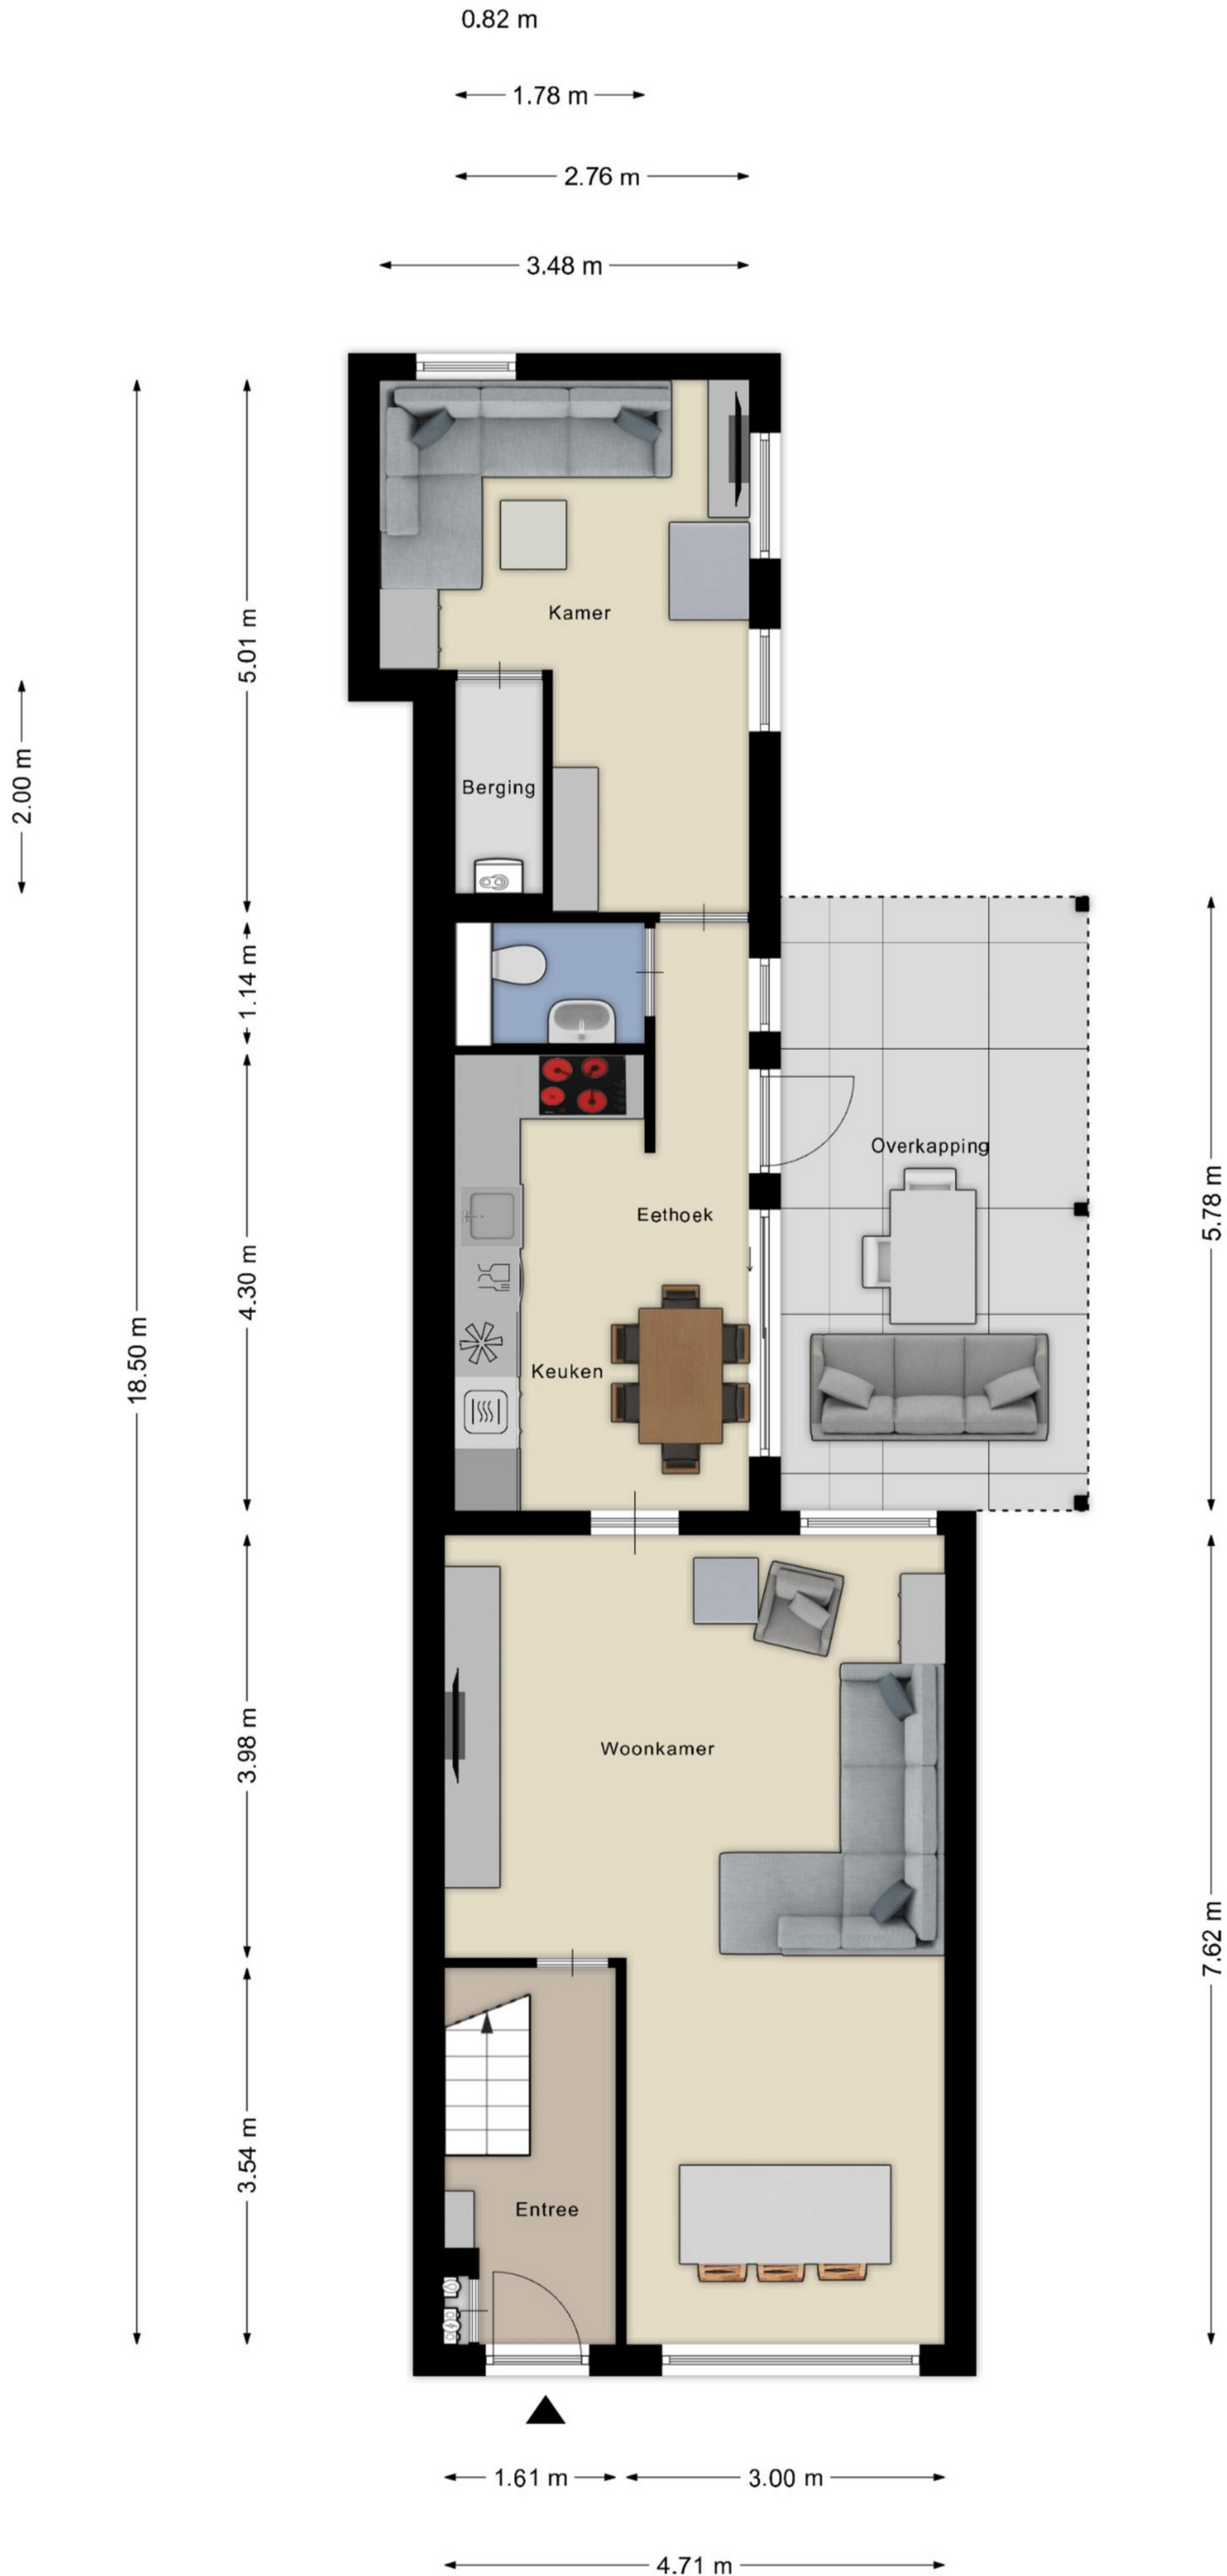 0.82 m
1.78 m
2.76 m
3.48 m
Kamer
5.01 m
2.00 m
Berging
1.14 m
Overkapping
5.78 m
Eethoek
4.30 m
18.50 m
Keuken
Woonkamer
3.98 m
7.62 m
3.54 m
Entree
1.61 m
3.00 m
4.71 m